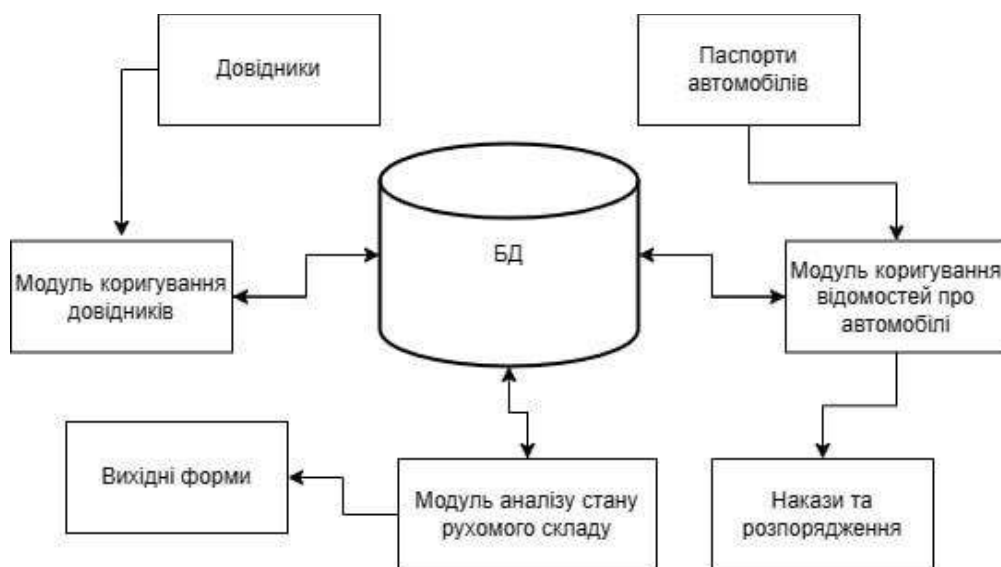 Довідники
Паспорти
автомобілів
БД
Модуль коригування
довідників
Модуль коригування
відомостей про
автомобілі
Вихідні форми
Модуль аналізу стану
рухомого складу
Накази та
розпорядження